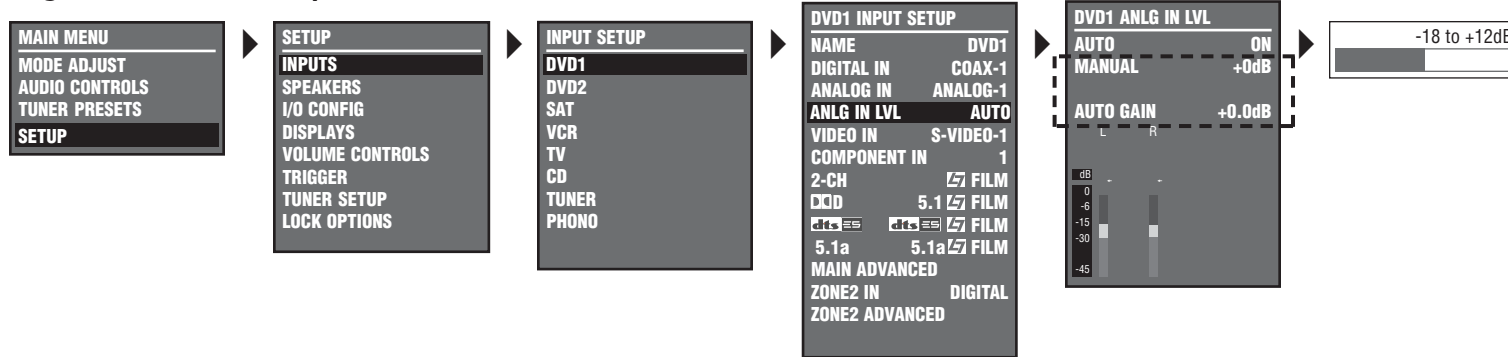 MAIN MENU
MODE ADJUST
AUDIO CONTROLS
TUNER PRESETS
SETUP
SETUP
INPUTS
SPEAKERS
I/O CONFIG
DISPLAYS
VOLUME CONTROLS
TRIGGER
TUNER SETUP
LOCK OPTIONS
INPUT SETUP
DVD1
DVD2
SAT
VCR
TV
CD
TUNER
PHONO
DVD1 INPUT SETUP
NAME DVD1
DIGITAL IN COAX-1
ANALOG IN ANALOG-1
ANLG IN LVL AUTO
VIDEO IN S-VIDEO-1
COMPONENT IN 1
2-CH FILM
D 5.1 FILM
dts ES dts ES FILM
5.1a 5.1a FILM
MAIN ADVANCED
ZONE2 IN DIGITAL
ZONE2 ADVANCED
DVD1 ANLG IN LVL
AUTO ON
MANUAL +0dB
AUTO GAIN +0.0dB
L R
dB
0
-6
-15
-30
-45
-18 to +12dB